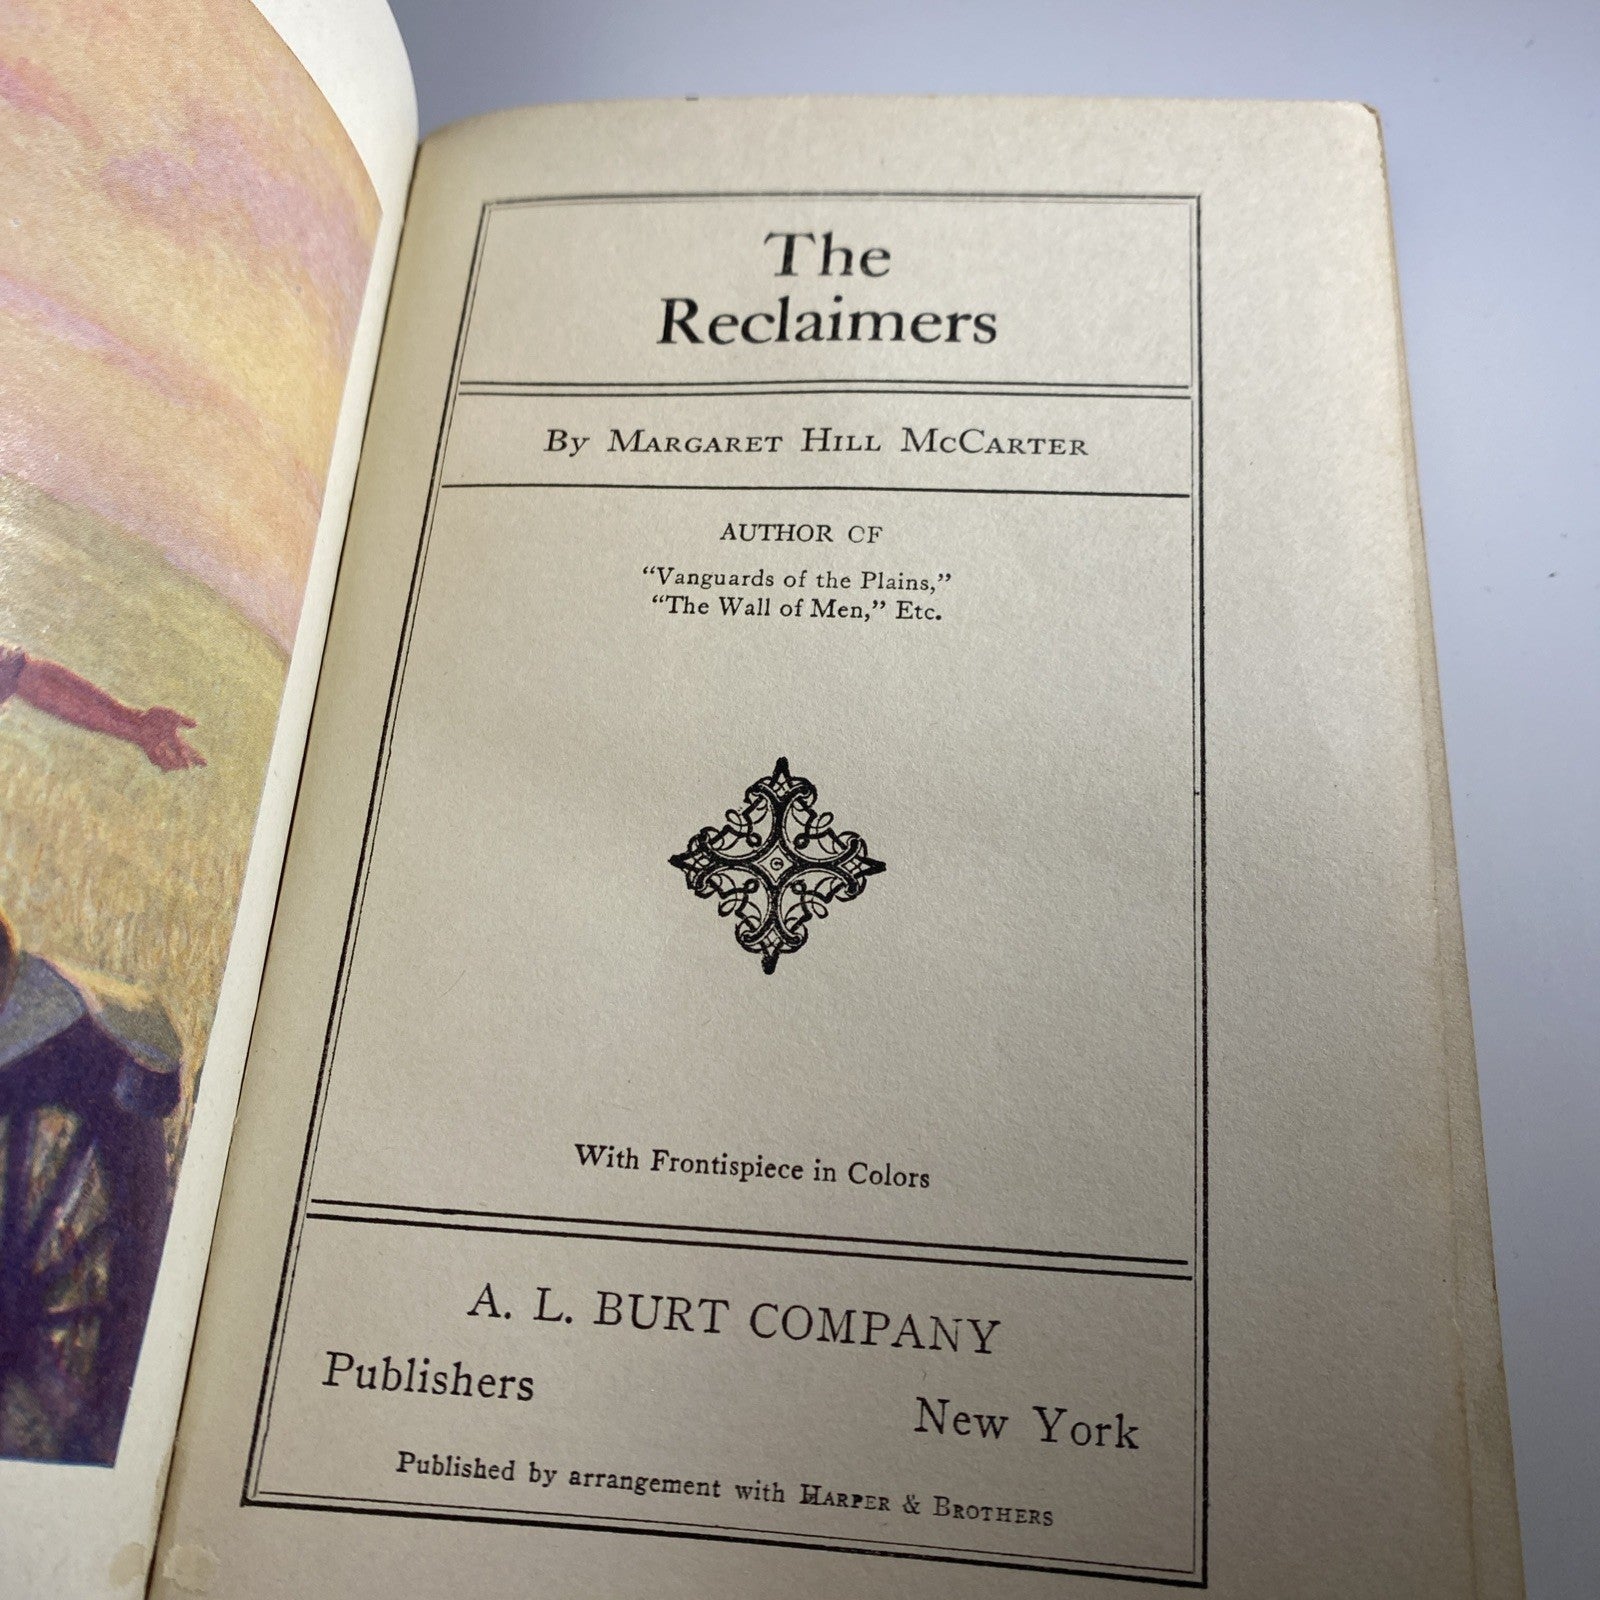 The
Reclaimers
By MARGARET HILL McCARTER
AUTHOR CF
“Vanguards of the Plains,”
“The Wall of Men,” Etc.
With Frontispiece in Colors
A. L. BURT COMPANY
Publishers New York
Published by arrangement with HARPER & BROTHERS